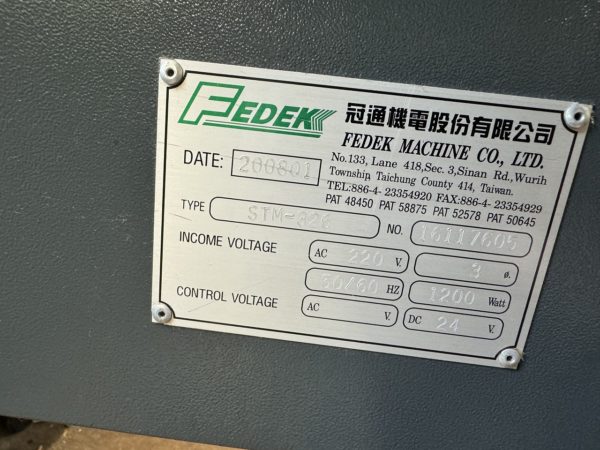 FEDEK
冠通機電股份有限公司
FEDEK MACHINE CO., LTD.
No.133, Lane 418,Sec. 3,Sinan Rd.,Wurih
Township Taichung County 414, Taiwan.
TEL:886-4- 23354920 FAX:886-4- 23354929
PAT 48450 PAT 58875 PAT 52578 PAT 50645
DATE: 200801
TYPE STM-326 NO. 16117605
INCOME VOLTAGE AC 220 V. 3 ø.
50/60 HZ 1200 Watt
CONTROL VOLTAGE AC V. DC 24 V.